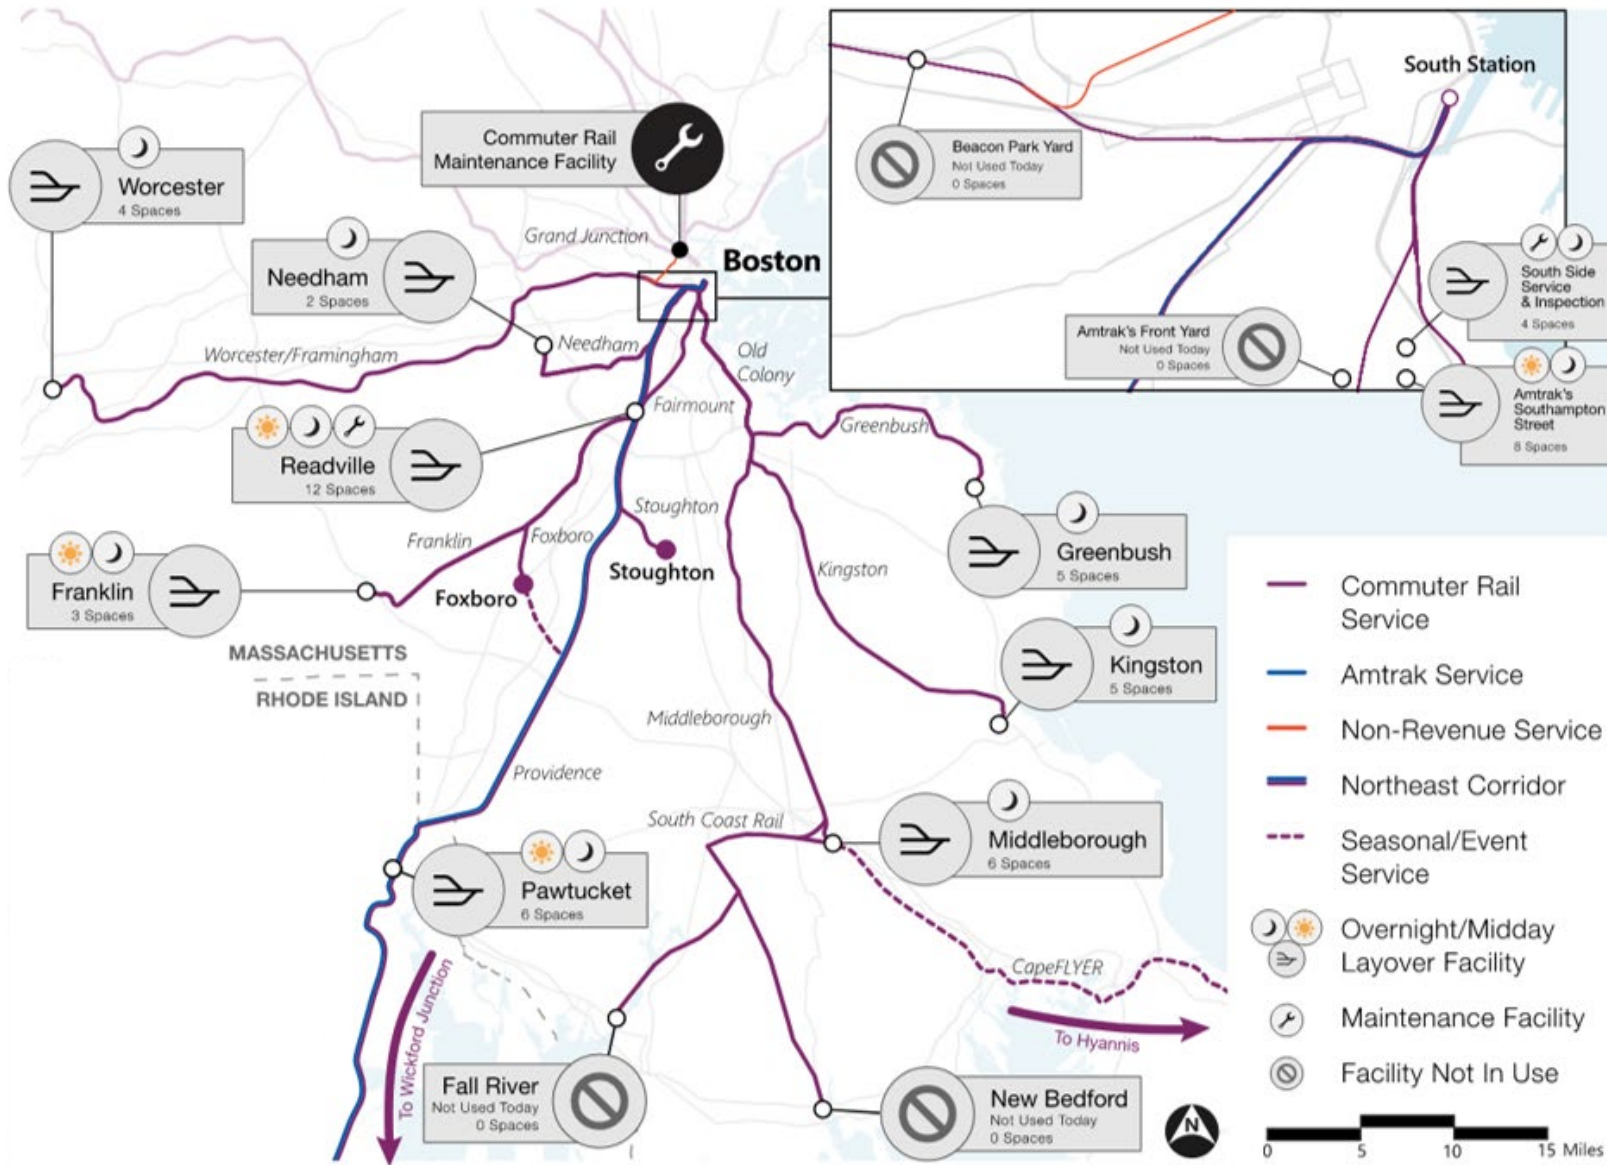 South Station
Beacon Park Yard
Not Used Today
0 Spaces
South Side
Service
& Inspection
4 Spaces
Amtrak's Front Yard
Not Used Today
0 Spaces
Amtrak's
Southampton
Street
8 Spaces
Commuter Rail
Maintenance Facility
Worcester
4 Spaces
Grand Junction
Boston
Needham
2 Spaces
Needham
Worcester/Framingham
Old
Colony
Fairmount
Greenbush
Readville
12 Spaces
Stoughton
Franklin
Foxboro
Stoughton
Foxboro
Kingston
Greenbush
5 Spaces
Franklin
3 Spaces
MASSACHUSETTS
RHODE ISLAND
Kingston
5 Spaces
Middleborough
Providence
South Coast Rail
Middleborough
6 Spaces
Pawtucket
6 Spaces
CapeFLYER
To Wickford Junction
To Hyannis
Fall River
Not Used Today
0 Spaces
New Bedford
Not Used Today
0 Spaces
N
Commuter Rail
Service
Amtrak Service
Non-Revenue Service
Northeast Corridor
Seasonal/Event
Service
Overnight/Midday
Layover Facility
Maintenance Facility
Facility Not In Use
0 5 10 15 Miles